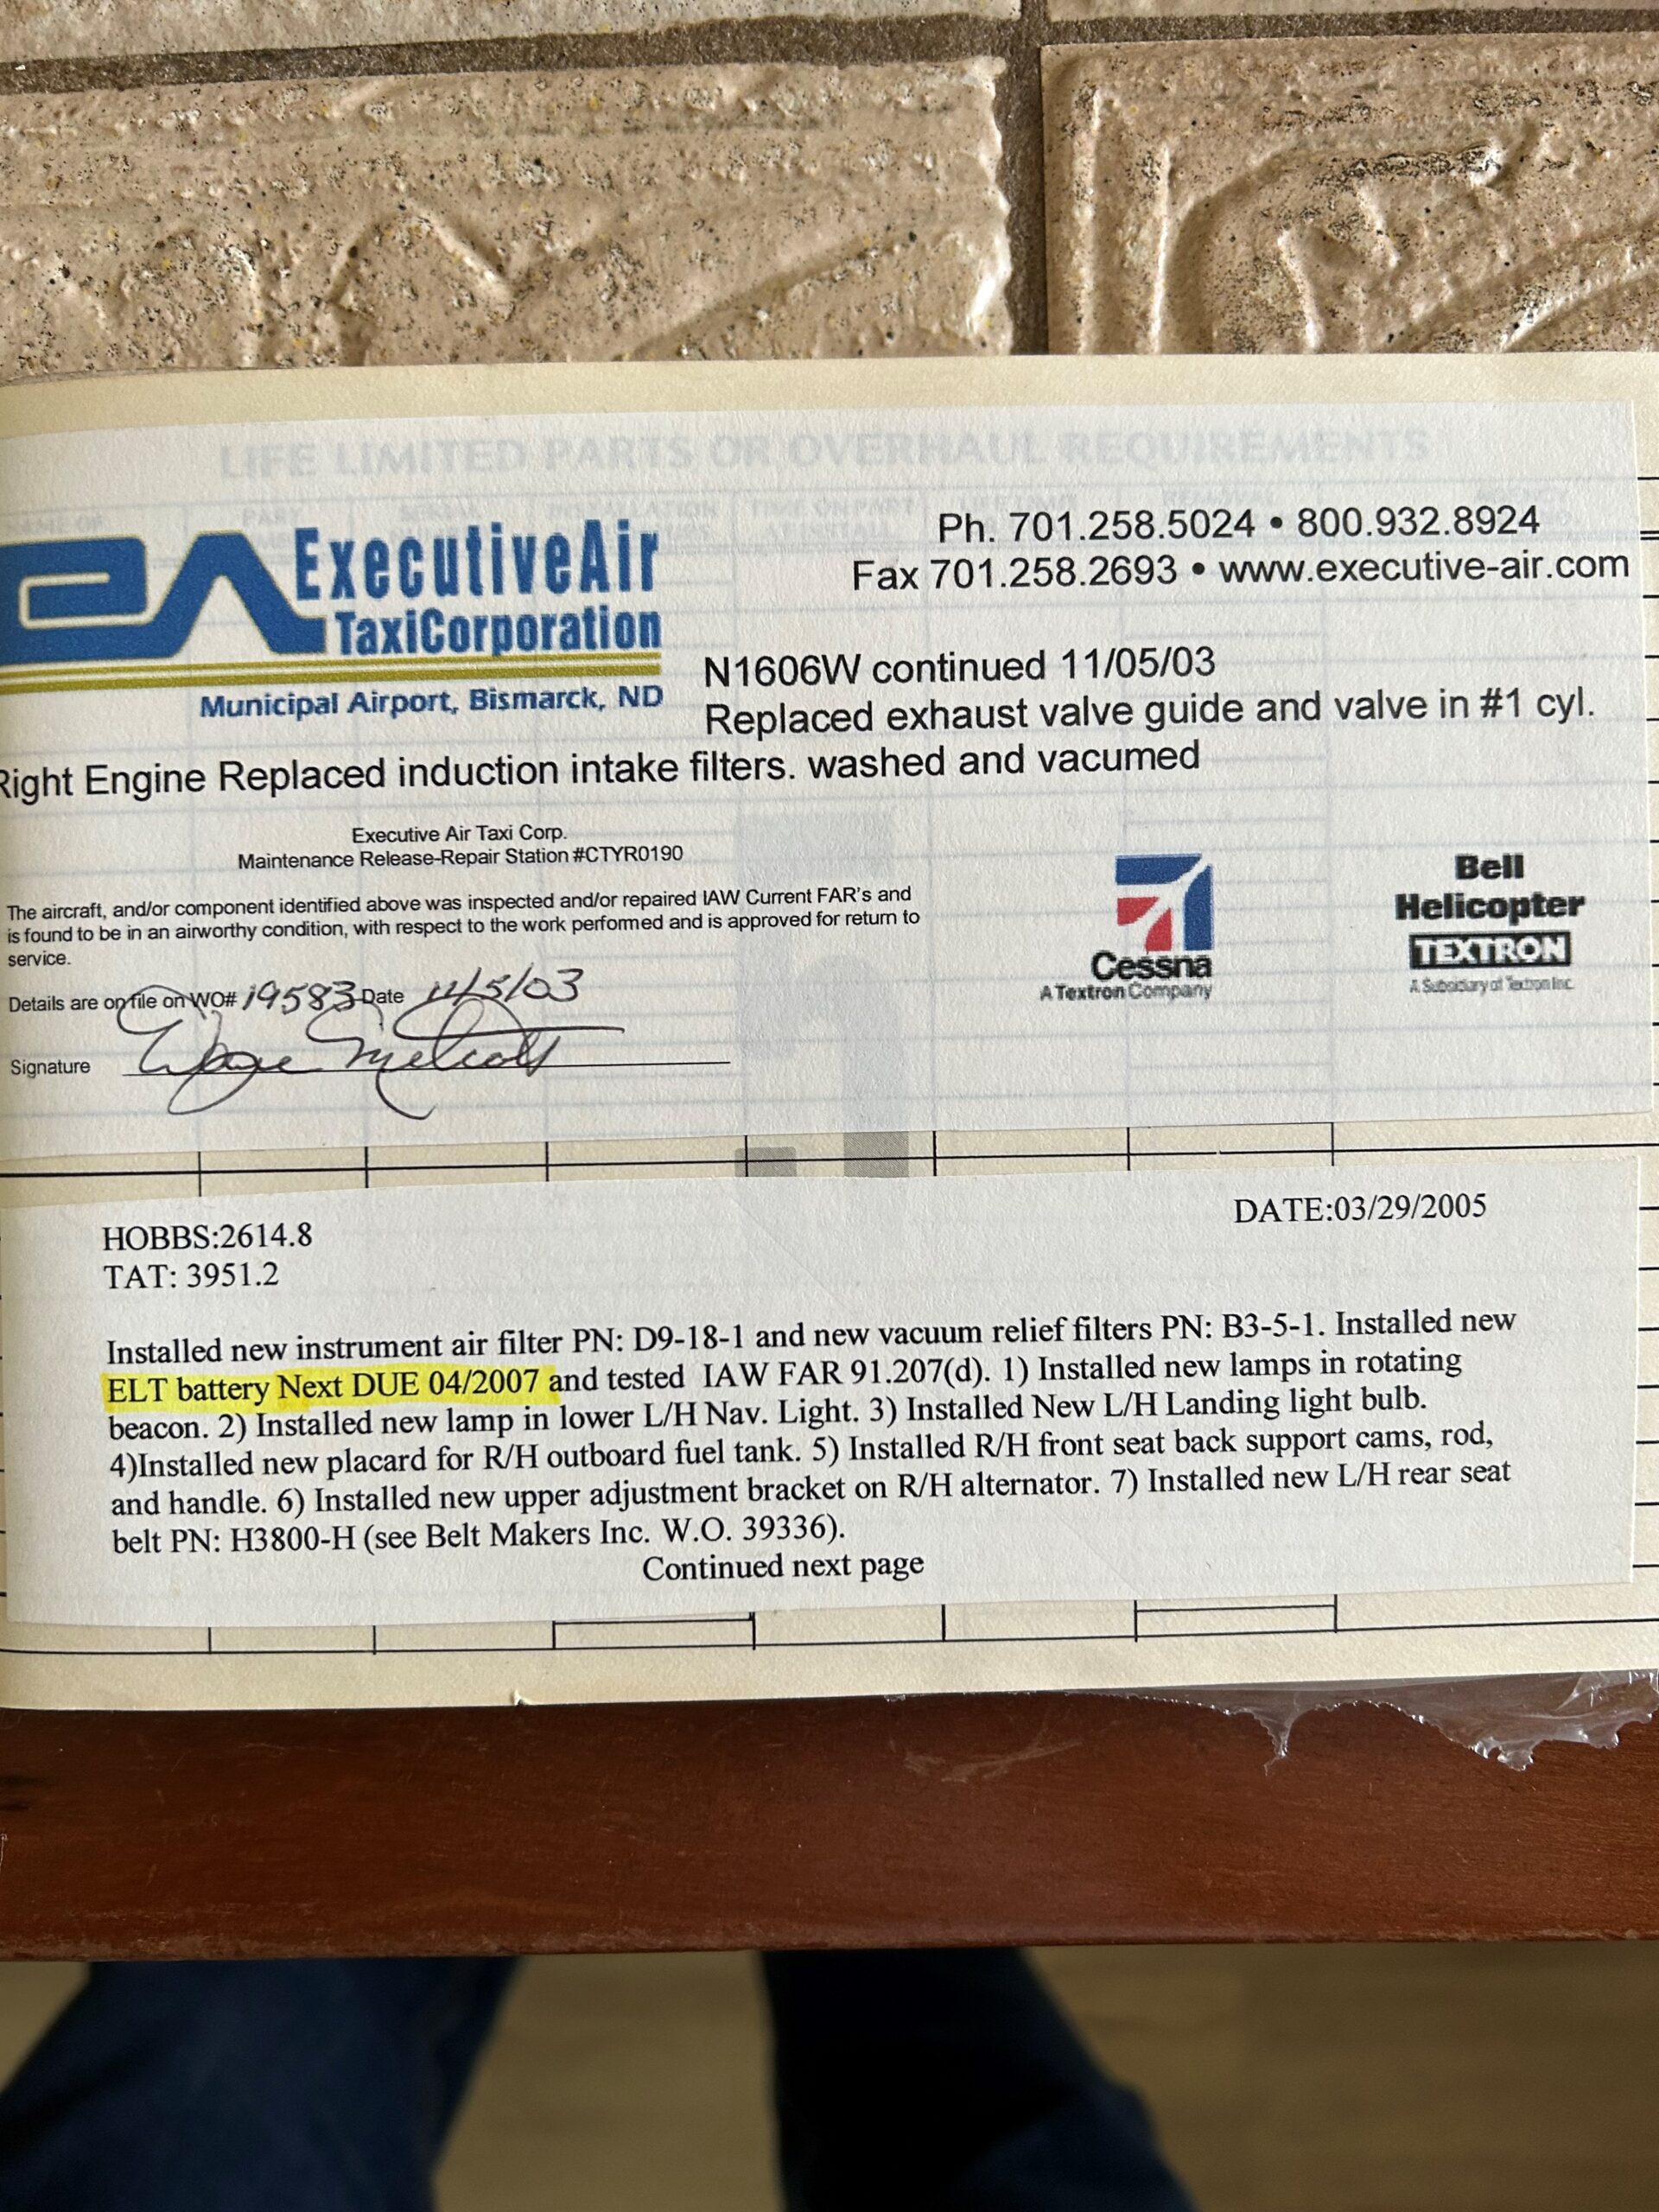 LIFE LIMITED PARTS OR OVERHAUL REQUIREMENTS
ExecutiveAir
TaxiCorporation
Municipal Airport, Bismarck, ND
Ph. 701.258.5024 • 800.932.8924
Fax 701.258.2693 • www.executive-air.com
N1606W continued 11/05/03
Replaced exhaust valve guide and valve in #1 cyl.
Right Engine Replaced induction intake filters. washed and vacumed
Executive Air Taxi Corp.
Maintenance Release-Repair Station #CTYR0190
The aircraft, and/or component identified above was inspected and/or repaired IAW Current FAR's and
is found to be in an airworthy condition, with respect to the work performed and is approved for return to
service.
Details are on file on WO# 19583 Date 11/5/03
Signature
Cessna
A Textron Company
Bell
Helicopter
TEXTRON
A Subsidiary of Textron Inc.
HOBBS:2614.8
DATE:03/29/2005
TAT: 3951.2
Installed new instrument air filter PN: D9-18-1 and new vacuum relief filters PN: B3-5-1. Installed new
ELT battery Next DUE 04/2007 and tested IAW FAR 91.207(d). 1) Installed new lamps in rotating
beacon. 2) Installed new lamp in lower L/H Nav. Light. 3) Installed New L/H Landing light bulb.
4)Installed new placard for R/H outboard fuel tank. 5) Installed R/H front seat back support cams, rod,
and handle. 6) Installed new upper adjustment bracket on R/H alternator. 7) Installed new L/H rear seat
belt PN: H3800-H (see Belt Makers Inc. W.O. 39336).
Continued next page